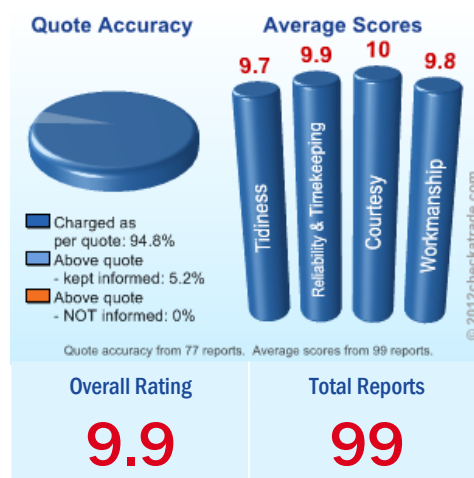 Quote Accuracy
Average Scores
9.7
9.9
10
9.8
Tidiness
Reliability & Timekeeping
Courtesy
Workmanship
Charged as
per quote: 94.8%
Above quote
- kept informed: 5.2%
Above quote
- NOT informed: 0%
© 2012checkatrade.com
Quote accuracy from 77 reports. Average scores from 99 reports.
Overall Rating
Total Reports
9.9
99